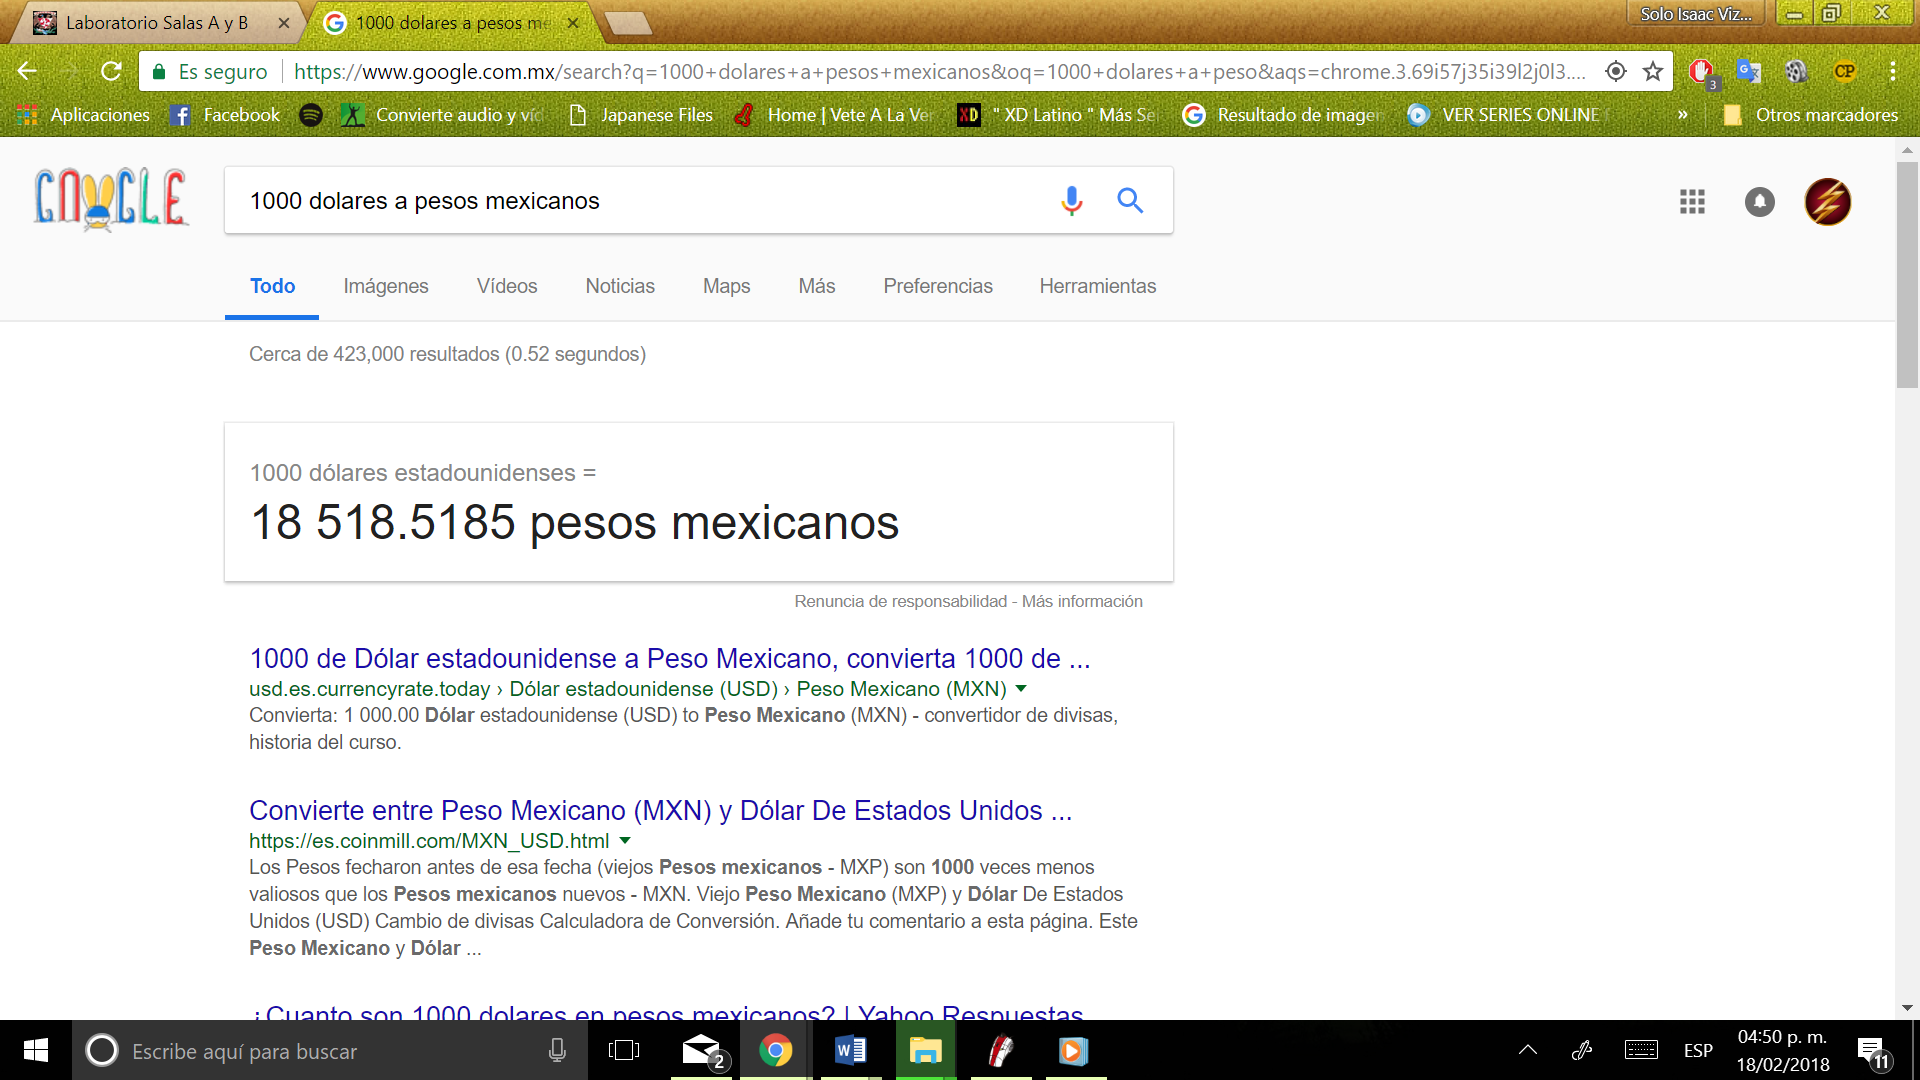 Laboratorio Salas A y B
1000 dolares a pesos me
Solo Isaac Viz...
Es seguro
https://www.google.com.mx/search?q=1000+dolares+a+pesos+mexicanos&oq=1000+dolares+a+peso&aqs=chrome.3.69i57j35i39l2j0l3....
3
CP
Aplicaciones
Facebook
Convierte audio y víd
Japanese Files
Home | Vete A La Ver
XD
" XD Latino " Más Se
Resultado de imagen
VER SERIES ONLINE
»
Otros marcadores
GOOGLE
1000 dolares a pesos mexicanos
Todo
Imágenes
Vídeos
Noticias
Maps
Más
Preferencias
Herramientas
Cerca de 423,000 resultados (0.52 segundos)
1000 dólares estadounidenses =
18 518.5185 pesos mexicanos
Renuncia de responsabilidad - Más información
1000 de Dólar estadounidense a Peso Mexicano, convierta 1000 de ...
usd.es.currencyrate.today › Dólar estadounidense (USD) › Peso Mexicano (MXN)
Convierta: 1 000.00 Dólar estadounidense (USD) to Peso Mexicano (MXN) - convertidor de divisas,
historia del curso.
Convierte entre Peso Mexicano (MXN) y Dólar De Estados Unidos ...
https://es.coinmill.com/MXN_USD.html
Los Pesos fecharon antes de esa fecha (viejos Pesos mexicanos - MXP) son 1000 veces menos
valiosos que los Pesos mexicanos nuevos - MXN. Viejo Peso Mexicano (MXP) y Dólar De Estados
Unidos (USD) Cambio de divisas Calculadora de Conversión. Añade tu comentario a esta página. Este
Peso Mexicano y Dólar ...
¿Cuanto son 1000 dolares en pesos mexicanos? | Yahoo Respuestas
Escribe aquí para buscar
2
ESP
04:50 p. m.
18/02/2018
11